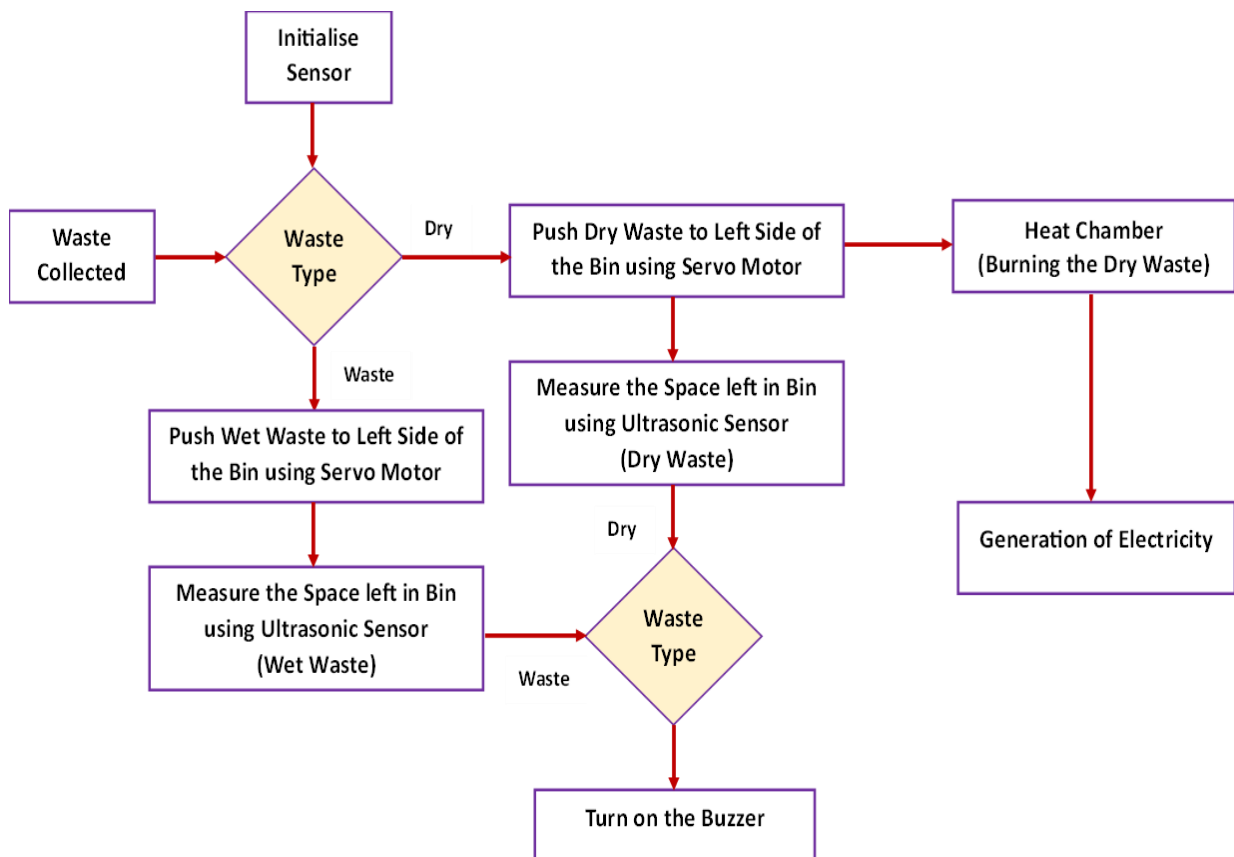 Initialise
Sensor
Waste
Collected
Waste
Type
Dry
Push Dry Waste to Left Side of
the Bin using Servo Motor
Heat Chamber
(Burning the Dry Waste)
Waste
Push Wet Waste to Left Side of
the Bin using Servo Motor
Measure the Space left in Bin
using Ultrasonic Sensor
(Dry Waste)
Dry
Generation of Electricity
Measure the Space left in Bin
using Ultrasonic Sensor
(Wet Waste)
Waste
Waste
Type
Turn on the Buzzer